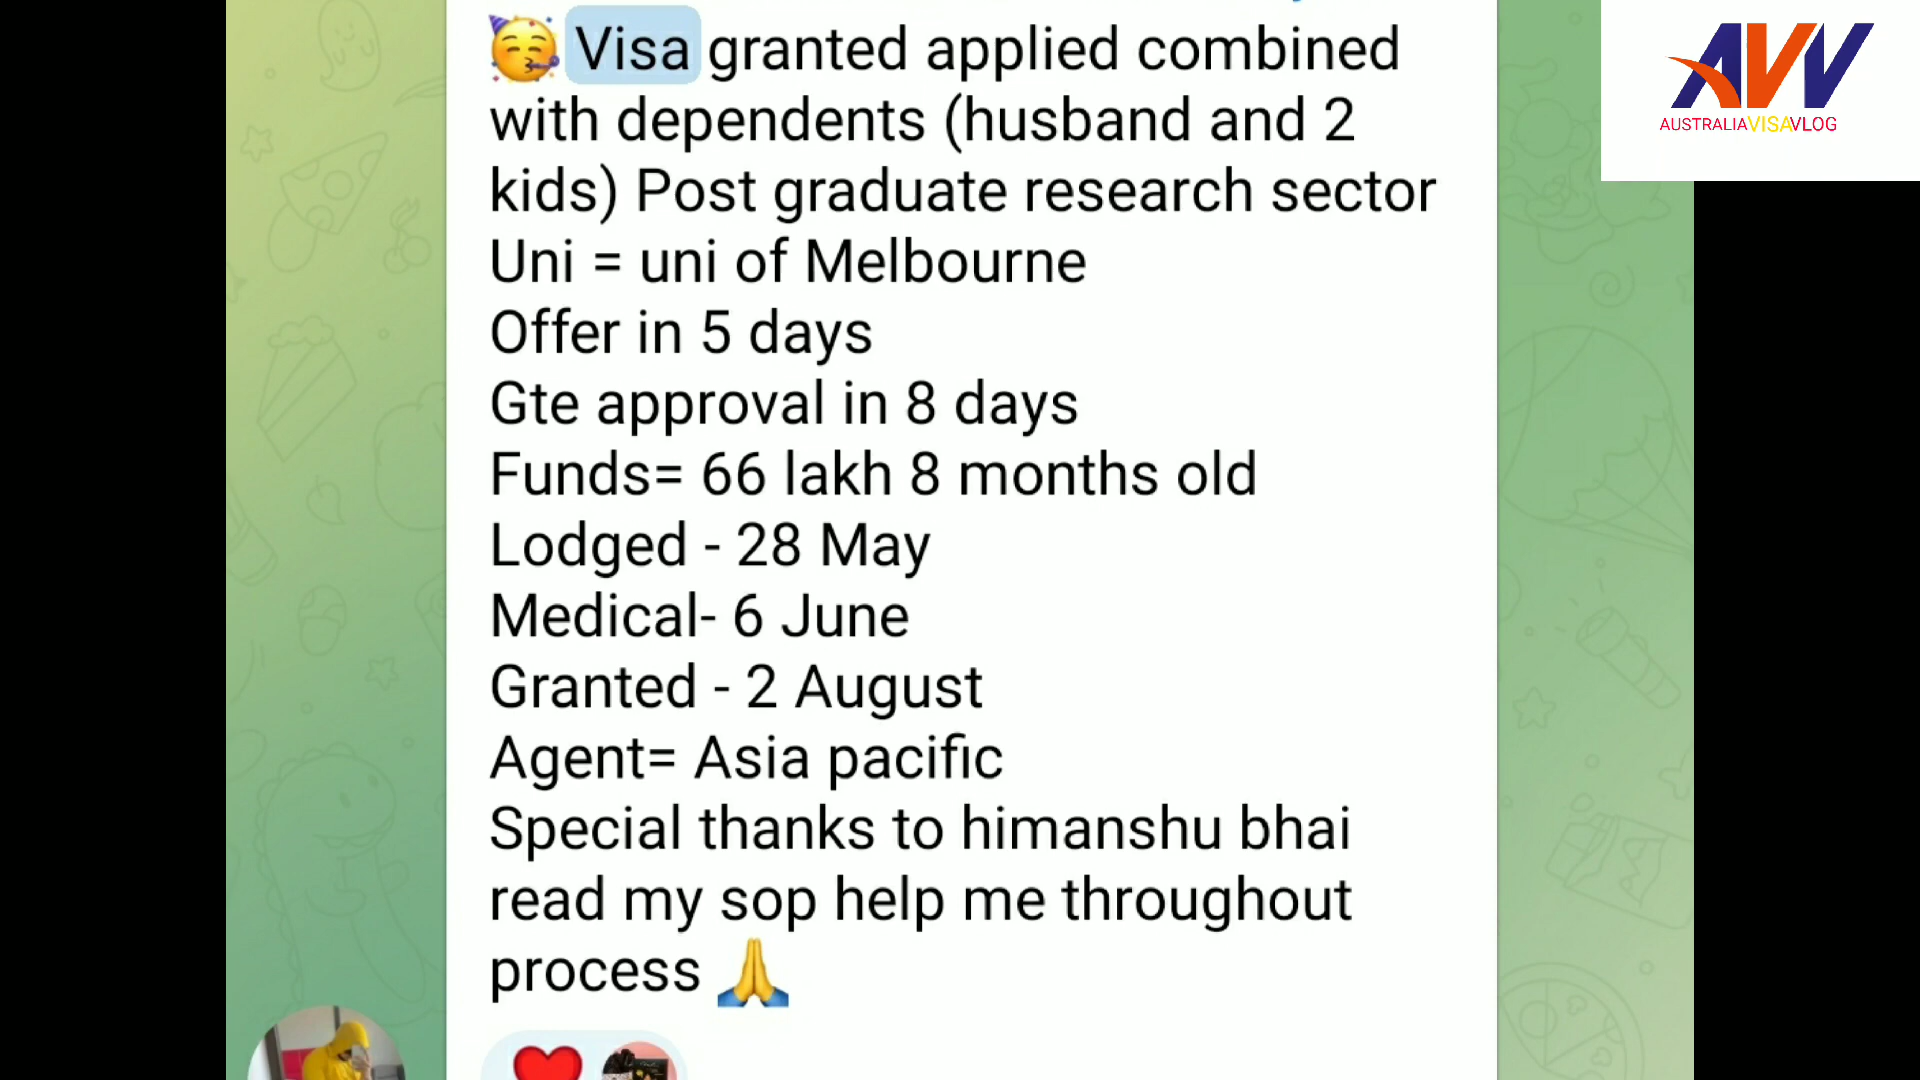 🥳 Visa granted applied combined
with dependents (husband and 2
kids) Post graduate research sector
Uni = uni of Melbourne
Offer in 5 days
Gte approval in 8 days
Funds= 66 lakh 8 months old
Lodged - 28 May
Medical- 6 June
Granted - 2 August
Agent= Asia pacific
Special thanks to himanshu bhai
read my sop help me throughout
process 🙏
AVV
AUSTRALIAVISAVLOG